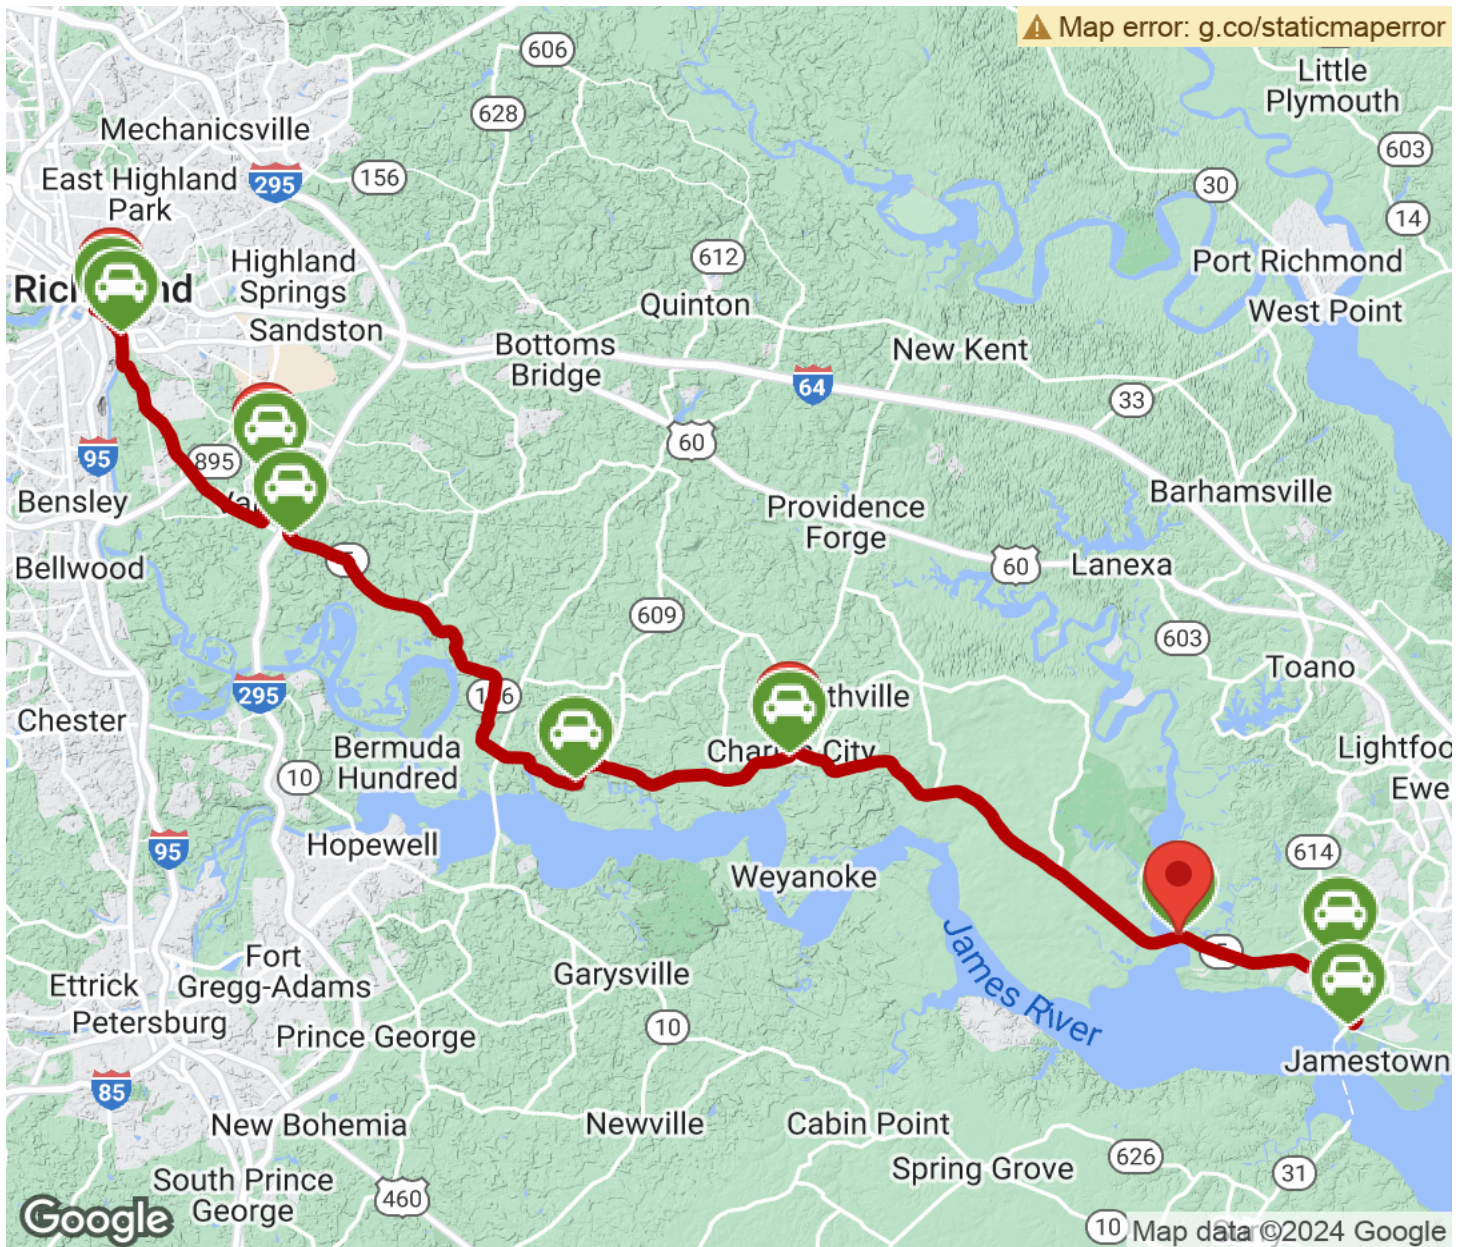 Map error: g.co/staticmaperror
606
Little
Plymouth
628
Mechanicsville
603
East Highland
Park
295
156
30
14
612
Highland
Springs
Port Richmond
Quinton
West Point
Sandston
Bottoms
Bridge
New Kent
64
33
60
95
895
Bensley
Barhamsville
Providence
Forge
Bellwood
60
Lanexa
609
603
Toano
295
Chester
Bermuda
Hundred
10
Charles City
Lightfoo
Ewe
95
Hopewell
614
Weyanoke
James River
5
Fort
Gregg-Adams
Ettrick
Garysville
Petersburg
Prince George
10
Jamestown
85
New Bohemia
Newville
Cabin Point
626
Spring Grove
31
South Prince
George
460
Google
10
Map data ©2024 Google